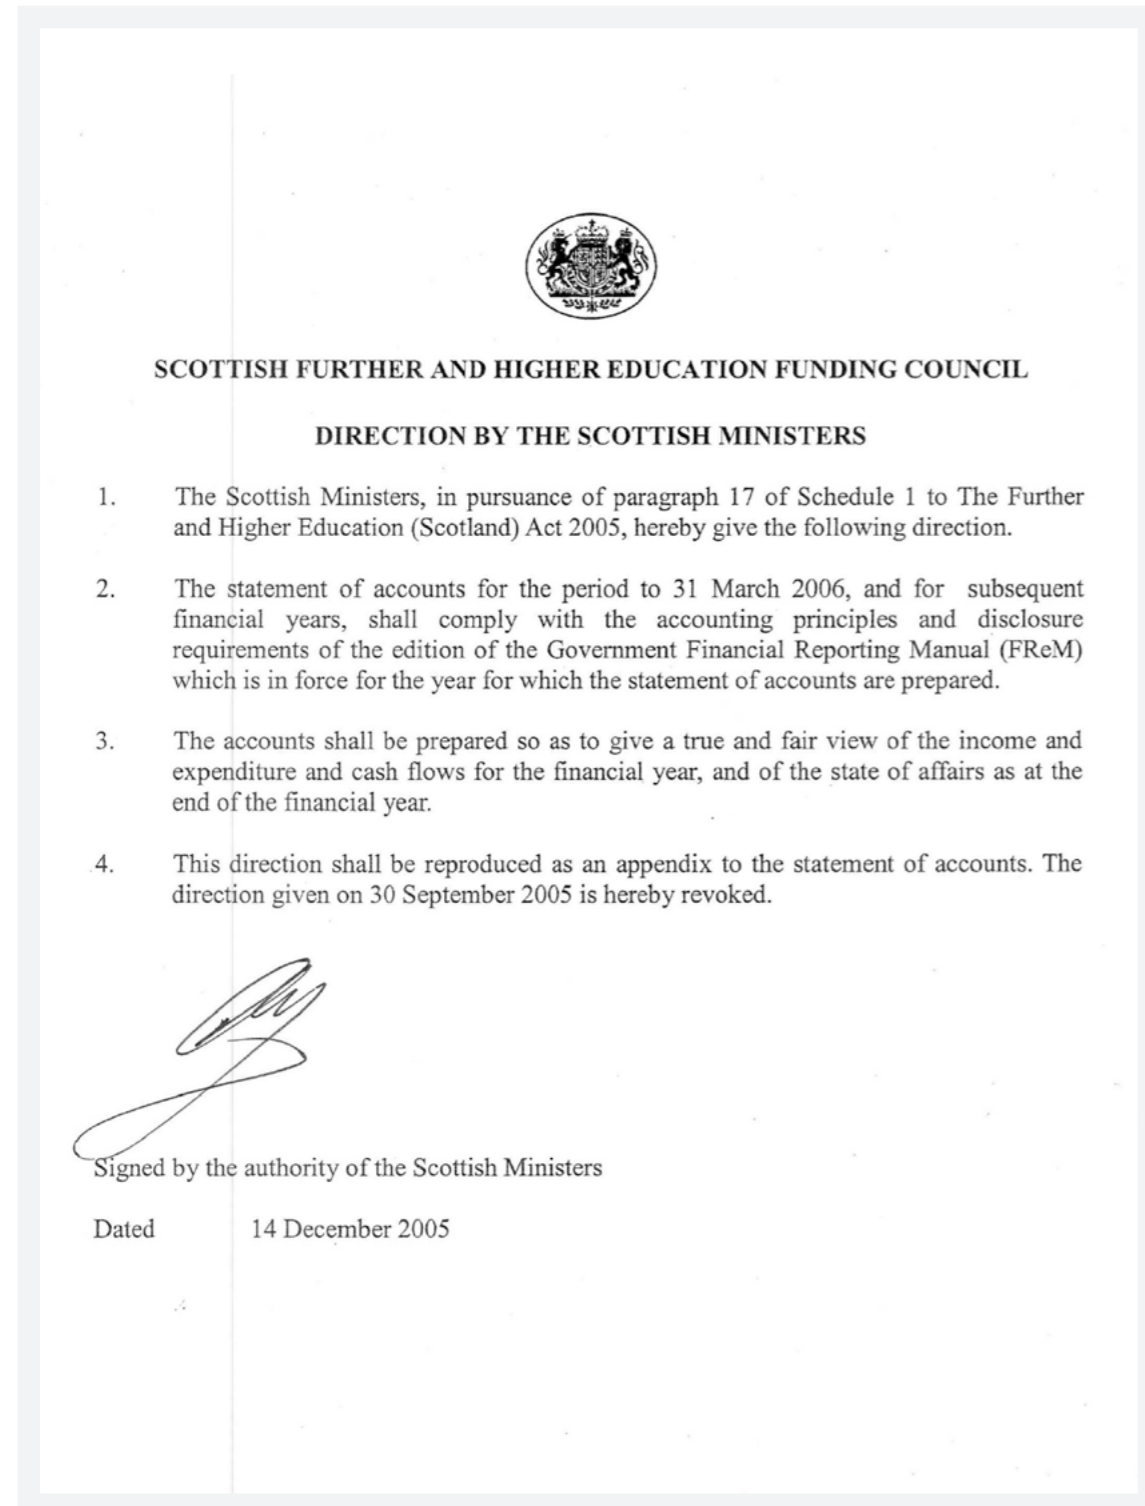 SCOTTISH FURTHER AND HIGHER EDUCATION FUNDING COUNCIL
DIRECTION BY THE SCOTTISH MINISTERS
1. The Scottish Ministers, in pursuance of paragraph 17 of Schedule 1 to The Further
and Higher Education (Scotland) Act 2005, hereby give the following direction.
2. The statement of accounts for the period to 31 March 2006, and for subsequent
financial years, shall comply with the accounting principles and disclosure
requirements of the edition of the Government Financial Reporting Manual (FReM)
which is in force for the year for which the statement of accounts are prepared.
3. The accounts shall be prepared so as to give a true and fair view of the income and
expenditure and cash flows for the financial year, and of the state of affairs as at the
end of the financial year.
4. This direction shall be reproduced as an appendix to the statement of accounts. The
direction given on 30 September 2005 is hereby revoked.
Signed by the authority of the Scottish Ministers
Dated 14 December 2005